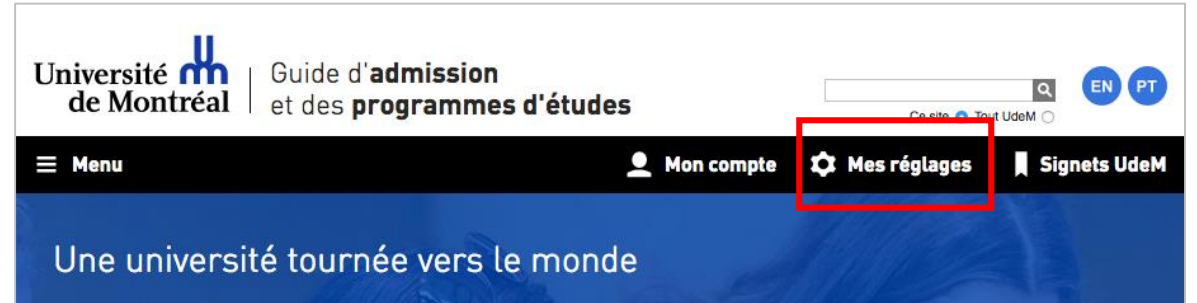 Université de Montréal
Guide d'admission
et des programmes d'études
EN PT
Ce site Tout UdeM
Menu Mon compte Mes réglages Signets UdeM
Une université tournée vers le monde